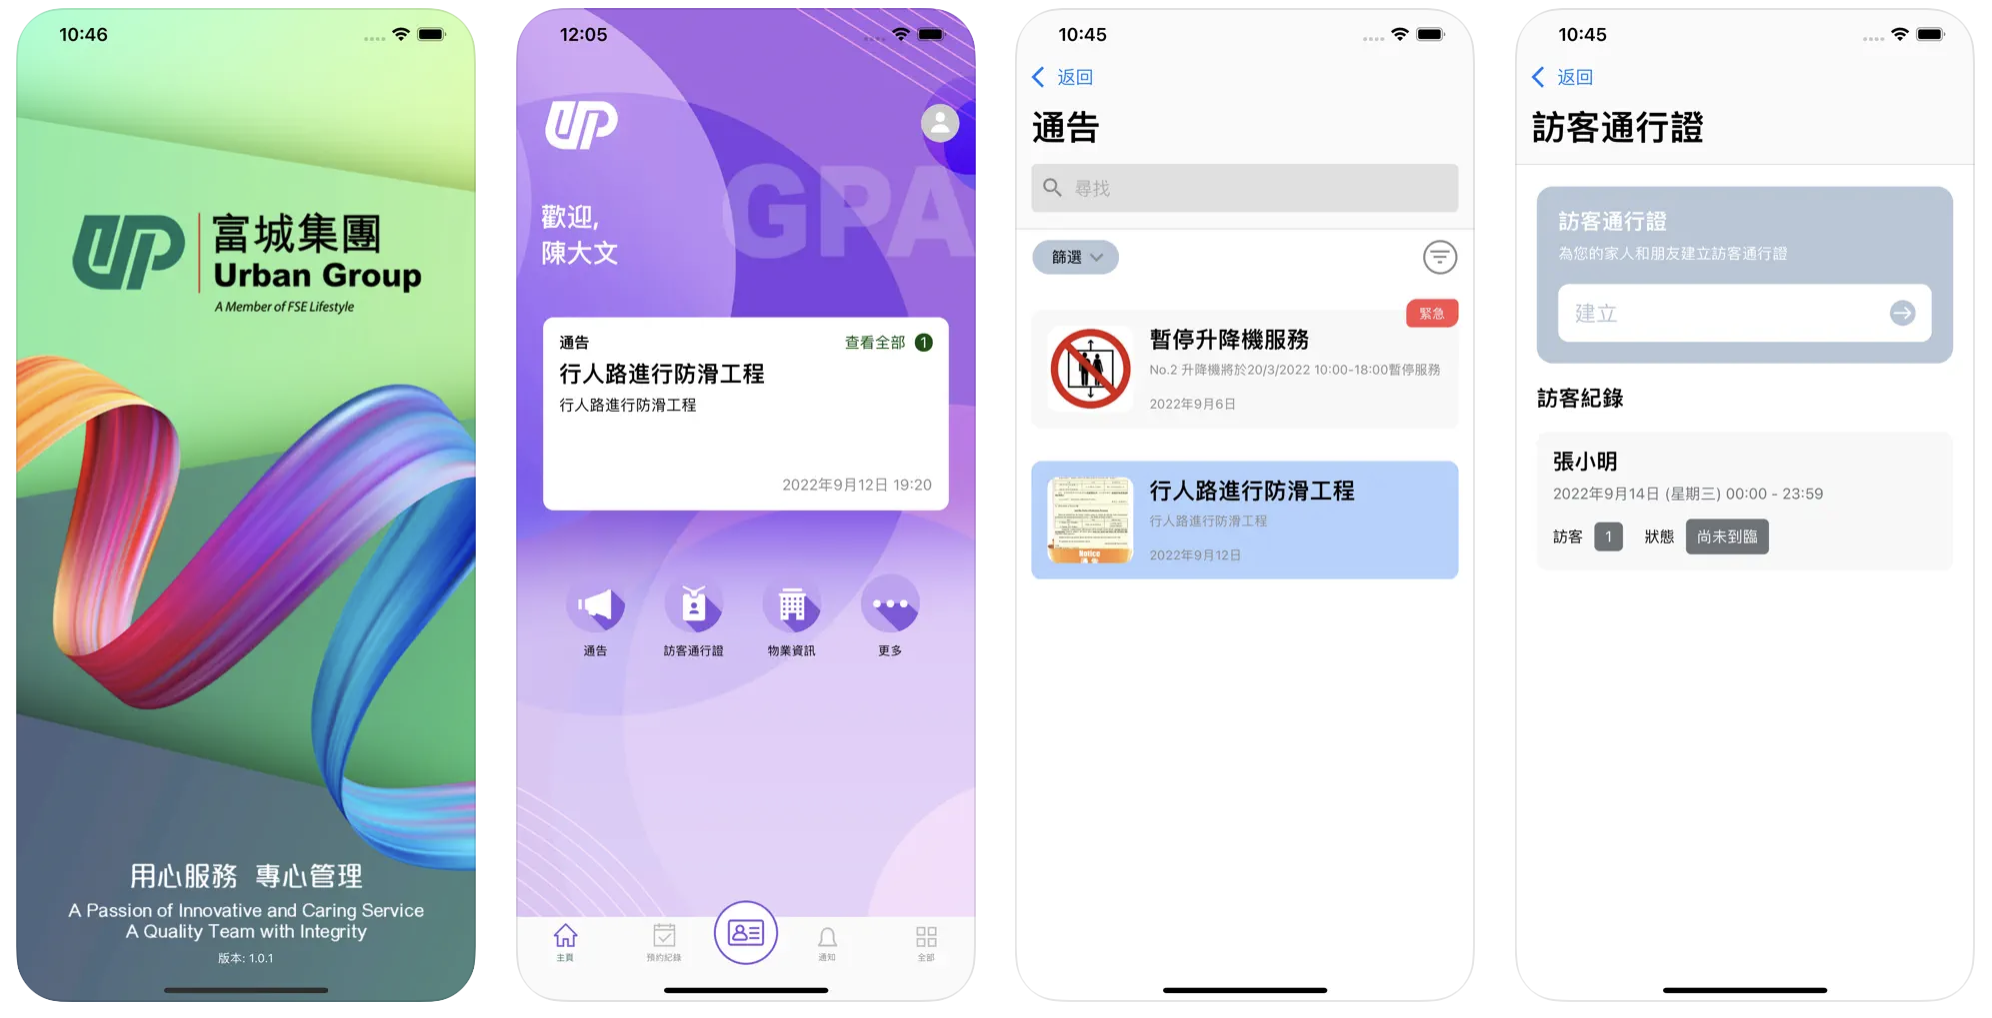 10:46
UP
富城集團
Urban Group
A Member of FSE Lifestyle
用心服務 專心管理
A Passion of Innovative and Caring Service
A Quality Team with Integrity
版本: 1.0.1
12:05
UP
GPA
歡迎,
陳大文
通告
查看全部 1
行人路進行防滑工程
行人路進行防滑工程
2022年9月12日 19:20
通告
訪客通行證
物業資訊
更多
主頁
預約紀錄
通知
全部
10:45
返回
通告
尋找
篩選
緊急
暫停升降機服務
No.2 升降機將於20/3/2022 10:00-18:00暫停服務
2022年9月6日
行人路進行防滑工程
行人路進行防滑工程
Notice
2022年9月12日
10:45
返回
訪客通行證
訪客通行證
為您的家人和朋友建立訪客通行證
建立
訪客紀錄
張小明
2022年9月14日 (星期三) 00:00 - 23:59
訪客 1 狀態 尚未到臨